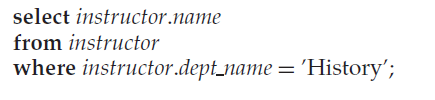 select instructor.name
from instructor
where instructor.dept_name = 'History';